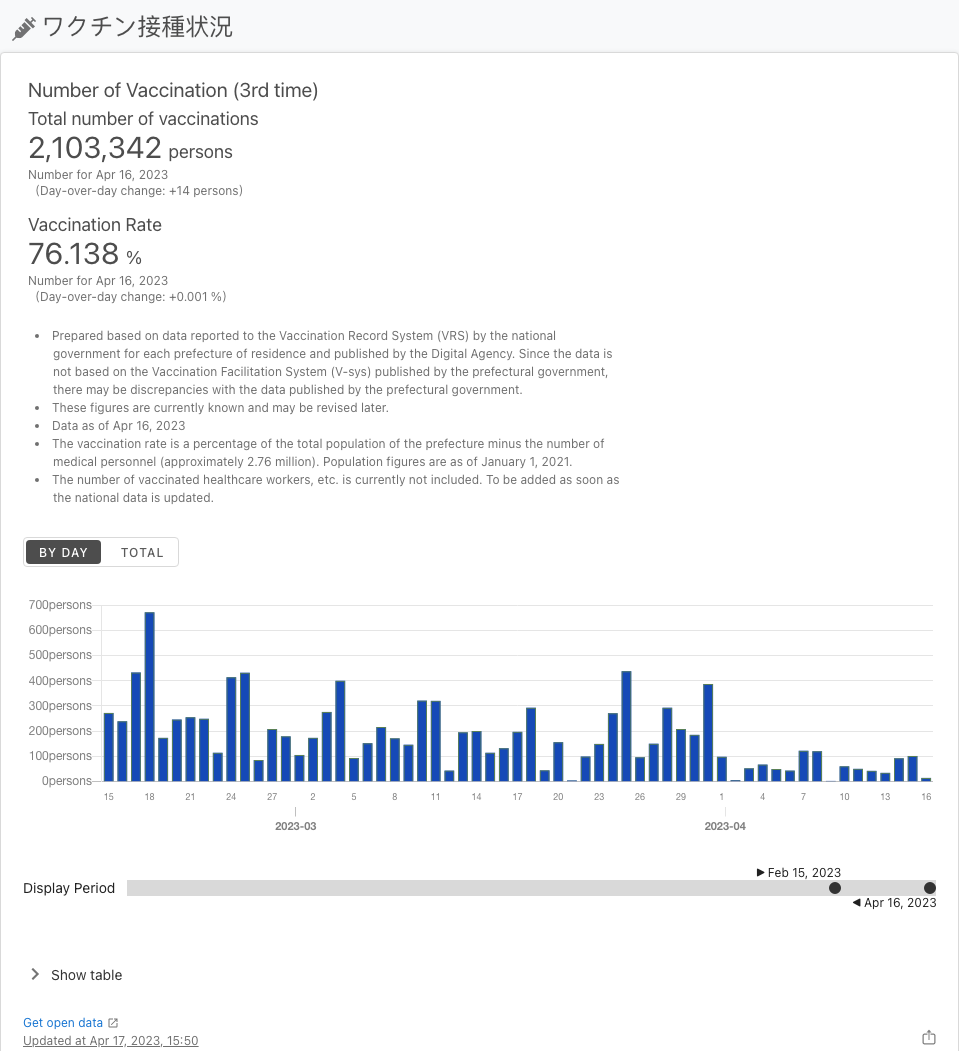 ワクチン接種状況
Number of Vaccination (3rd time)
Total number of vaccinations
2,103,342 persons
Number for Apr 16, 2023
(Day-over-day change: +14 persons)
Vaccination Rate
76.138 %
Number for Apr 16, 2023
(Day-over-day change: +0.001 %)
• Prepared based on data reported to the Vaccination Record System (VRS) by the national
government for each prefecture of residence and published by the Digital Agency. Since the data is
not based on the Vaccination Facilitation System (V-sys) published by the prefectural government,
there may be discrepancies with the data published by the prefectural government.
• These figures are currently known and may be revised later.
• Data as of Apr 16, 2023
• The vaccination rate is a percentage of the total population of the prefecture minus the number of
medical personnel (approximately 2.76 million). Population figures are as of January 1, 2021.
• The number of vaccinated healthcare workers, etc. is currently not included. To be added as soon as
the national data is updated.
BY DAY TOTAL
700persons
600persons
500persons
400persons
300persons
200persons
100persons
0persons
15 18 21 24 27 2 5 8 11 14 17 20 23 26 29 1 4 7 10 13 16
2023-03 2023-04
▶ Feb 15, 2023
Display Period
◀ Apr 16, 2023
Show table
Get open data
Updated at Apr 17, 2023, 15:50